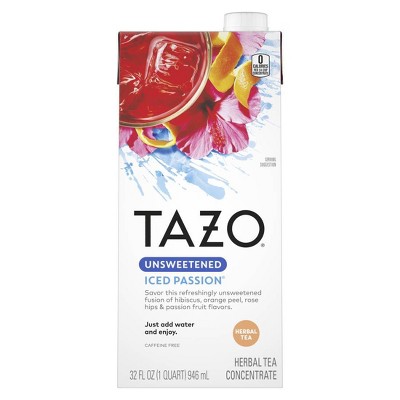 0
CALORIES
SERVING
SUGGESTION
TAZO®
UNSWEETENED
ICED PASSION®
Savor this refreshingly unsweetened
fusion of hibiscus, orange peel, rose
hips & passion fruit flavors.
Just add water
and enjoy.
CAFFEINE FREE
HERBAL
TEA
32 FL OZ (1 QUART) 946 mL
HERBAL TEA
CONCENTRATE